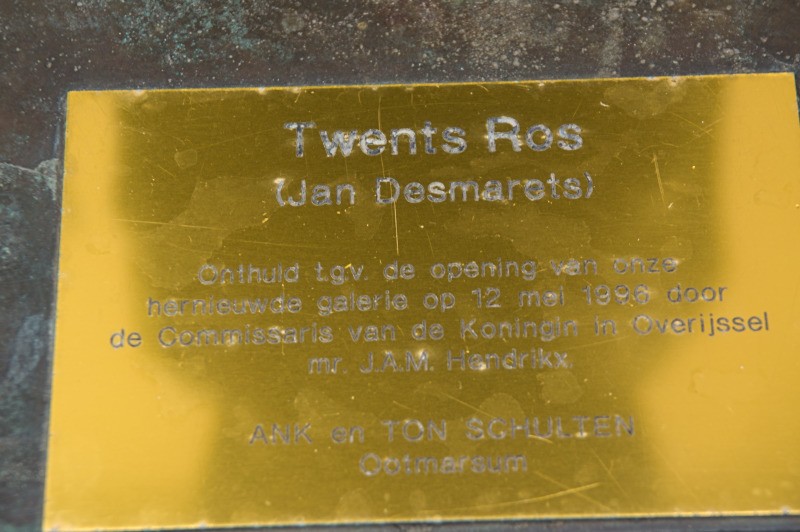 Twents Ros
(Jan Desmarets)
Onthuld t.g.v. de opening van onze
hernieuwde galerie op 12 mei 1996 door
de Commissaris van de Koningin in Overijssel
mr. J.A.M. Hendrikx.
ANK en TON SCHULTEN
Ootmarsum